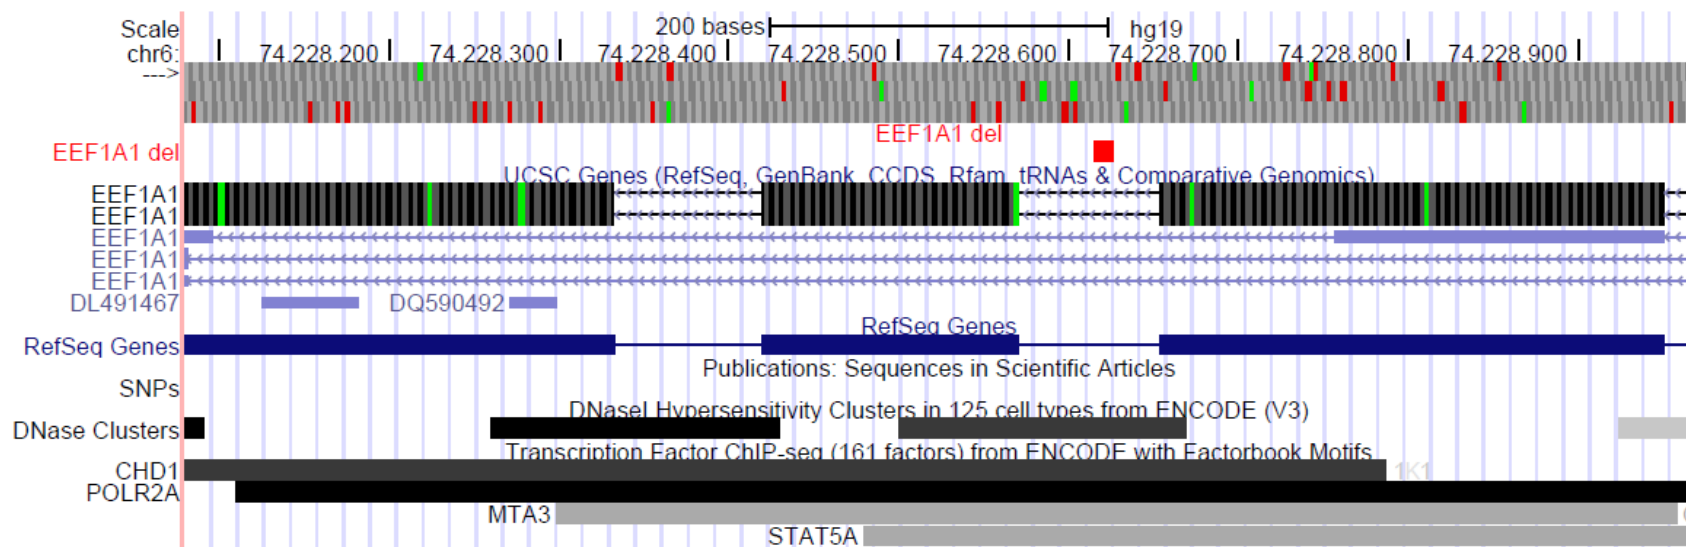 Scale 200 bases hg19
chr6: 74,228,200 74,228,300 74,228,400 74,228,500 74,228,600 74,228,700 74,228,800 74,228,900
--->
EEF1A1 del
EEF1A1 del
UCSC Genes (RefSeq, GenBank, CCDS, Rfam, tRNAs & Comparative Genomics)
EEF1A1
EEF1A1
EEF1A1
EEF1A1
EEF1A1
DL491467 DQ590492
RefSeq Genes
RefSeq Genes
Publications: Sequences in Scientific Articles
SNPs
DNaseI Hypersensitivity Clusters in 125 cell types from ENCODE (V3)
DNase Clusters
Transcription Factor ChIP-seq (161 factors) from ENCODE with Factorbook Motifs
CHD1 1K1
POLR2A
MTA3
STAT5A